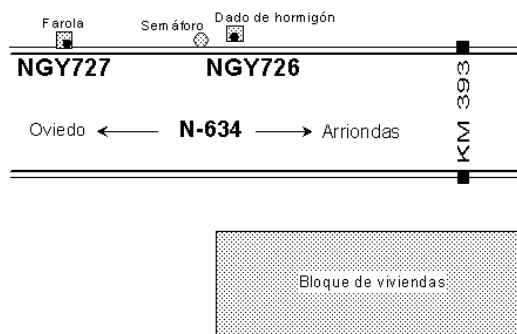 Farola
Semáforo
Dado de hormigón
NGY727
NGY726
KM 393
Oviedo
N-634
Arriondas
Bloque de viviendas